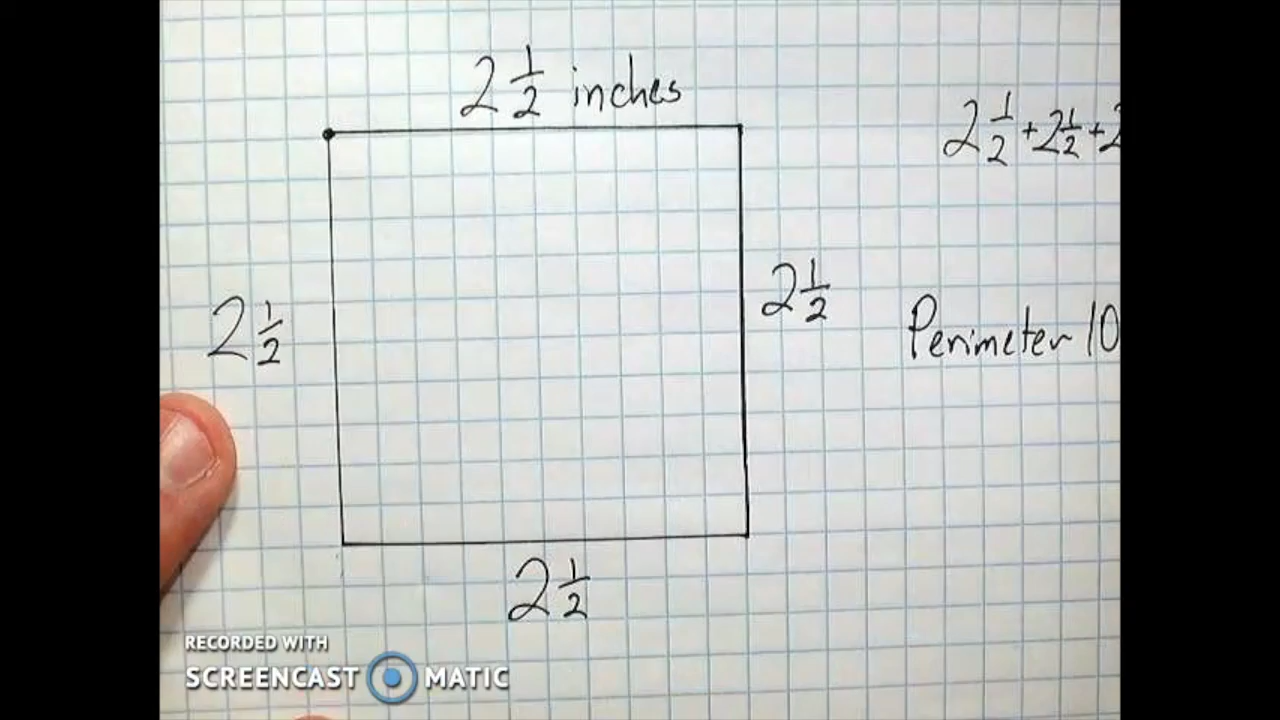 2 1/2 inches
2 1/2 + 2 1/2 + 2
2 1/2
2 1/2
Perimeter 10
2 1/2
RECORDED WITH
SCREENCAST MATIC